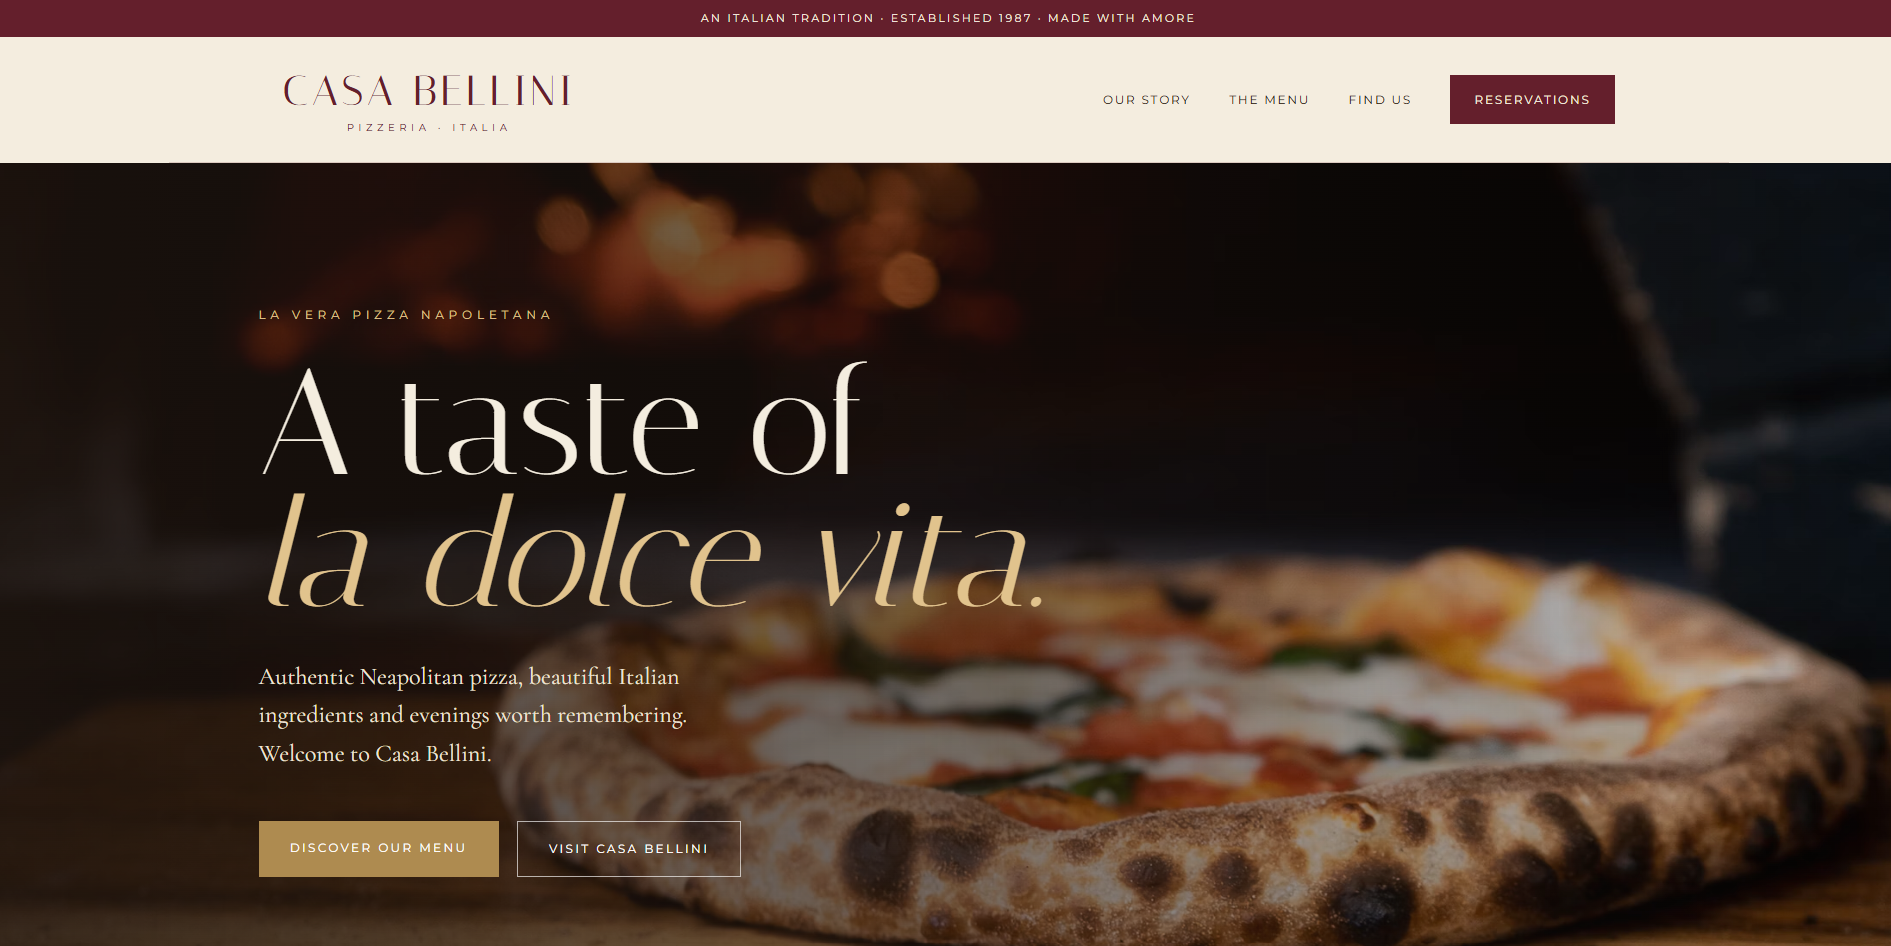 AN ITALIAN TRADITION · ESTABLISHED 1987 · MADE WITH AMORE
CASA BELLINI
PIZZERIA · ITALIA
OUR STORY
THE MENU
FIND US
RESERVATIONS
LA VERA PIZZA NAPOLETANA
A taste of
la dolce vita.
Authentic Neapolitan pizza, beautiful Italian
ingredients and evenings worth remembering.
Welcome to Casa Bellini.
DISCOVER OUR MENU
VISIT CASA BELLINI